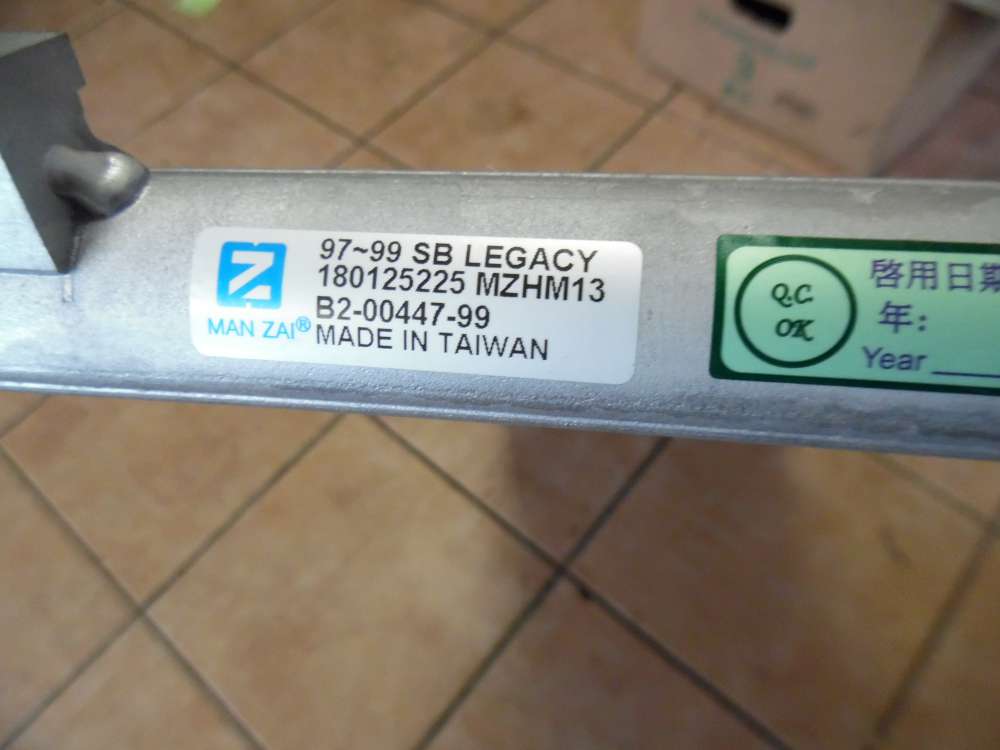 97~99 SB LEGACY
180125225 MZHM13
B2-00447-99
MADE IN TAIWAN
MAN ZAI®
Q.C.
OK
啓用日期
年:
Year